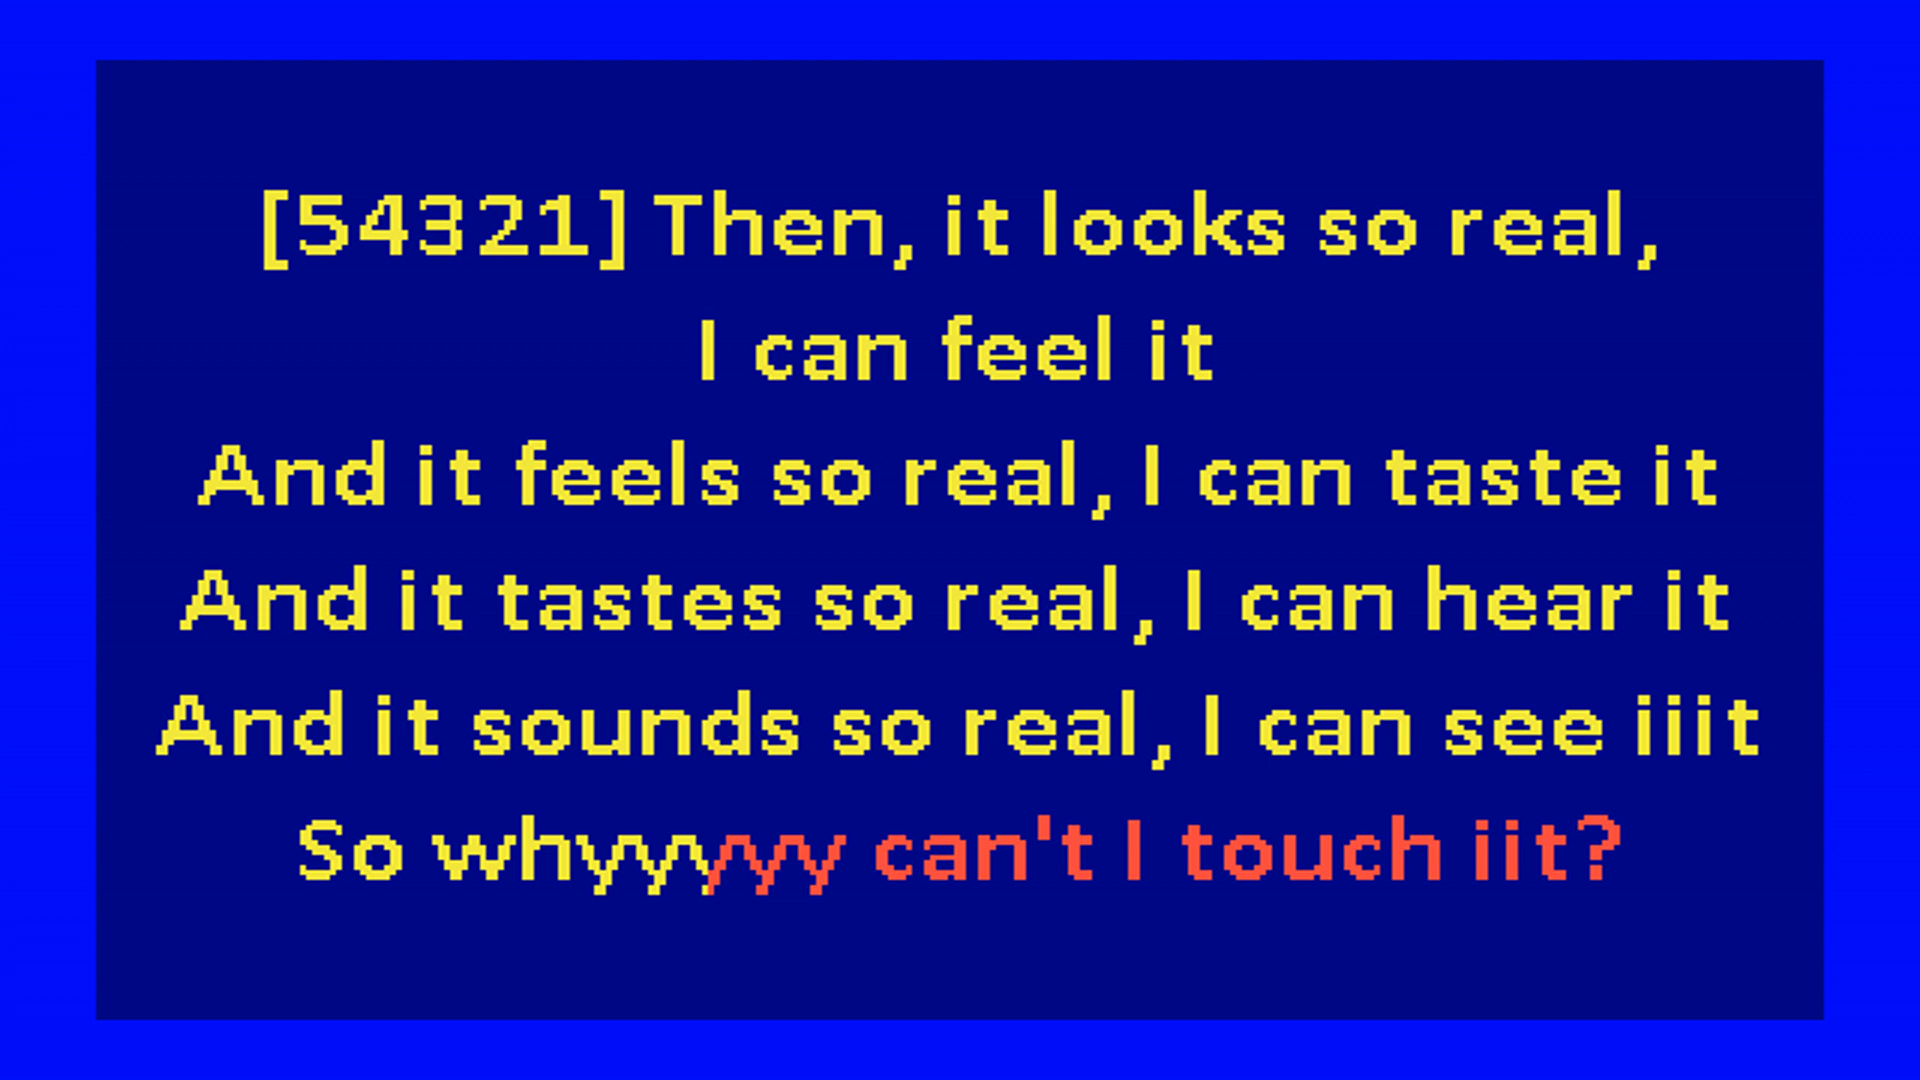 [54321] Then, it looks so real,
I can feel it
And it feels so real, I can taste it
And it tastes so real, I can hear it
And it sounds so real, I can see iiit
So whyyyyyy can't I touch iit?